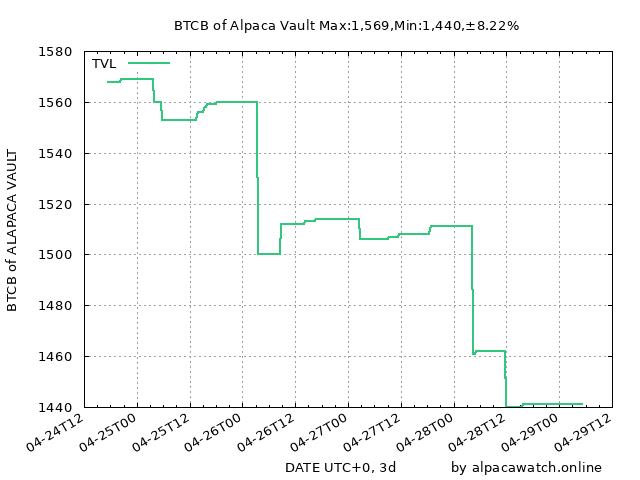 BTCB of Alpaca Vault Max:1,569,Min:1,440,±8.22%
TVL
1580
1560
1540
1520
1500
1480
1460
1440
BTCB of ALAPACA VAULT
04-24T12
04-25T00
04-25T12
04-26T00
04-26T12
04-27T00
04-27T12
04-28T00
04-28T12
04-29T00
04-29T12
DATE UTC+0, 3d
by alpacawatch.online